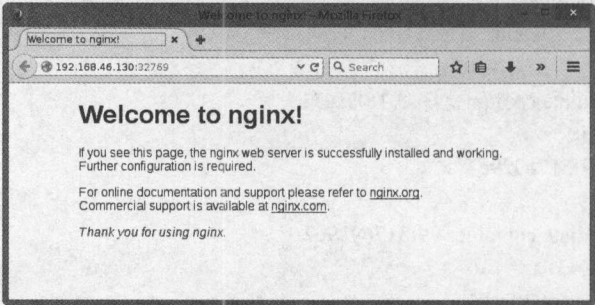 Welcome to nginx! - Mozilla Firefox
Welcome to nginx!
192.168.46.130:32769
Search
Welcome to nginx!
If you see this page, the nginx web server is successfully installed and working.
Further configuration is required.
For online documentation and support please refer to nginx.org.
Commercial support is available at nginx.com.
Thank you for using nginx.